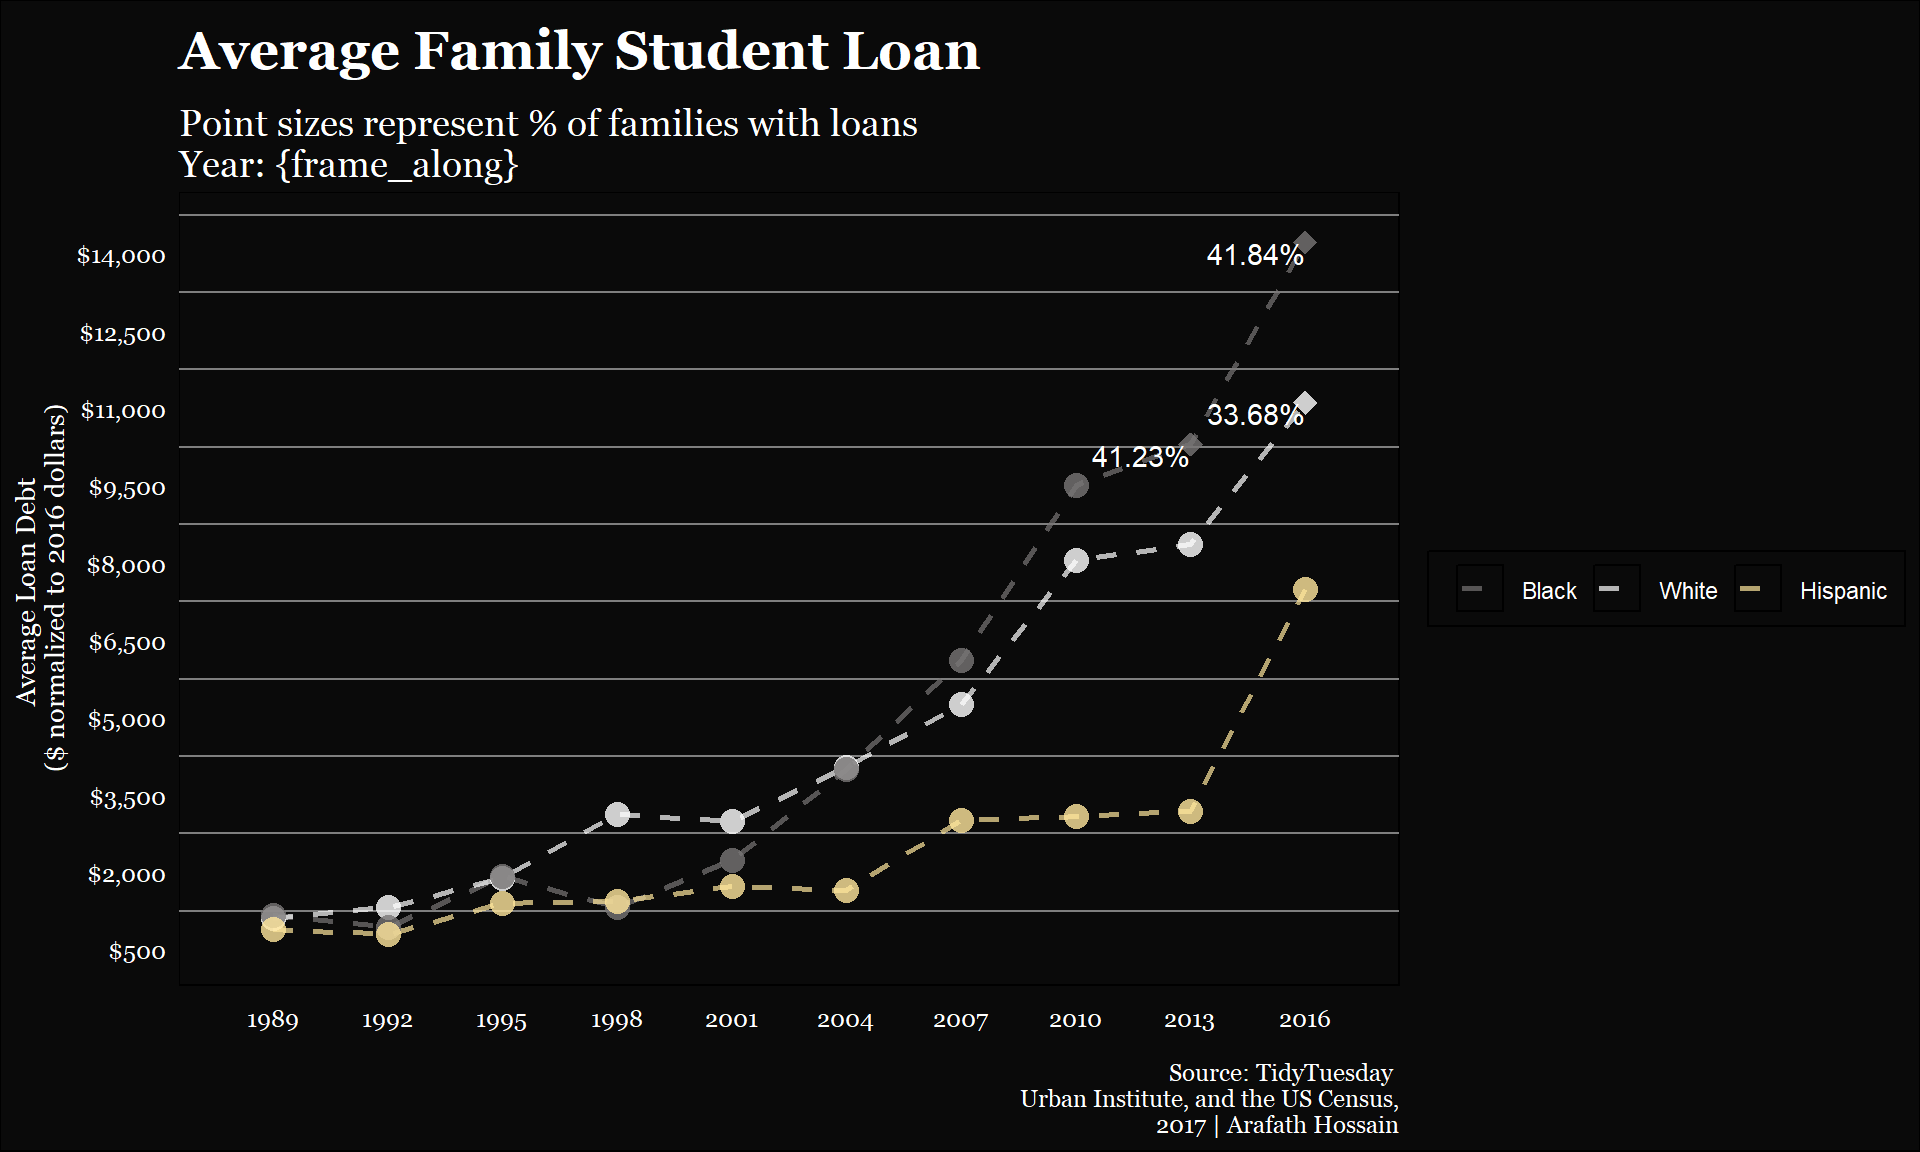 Average Family Student Loan
Point sizes represent % of families with loans
Year: {frame_along}
$14,000
$12,500
$11,000
$9,500
$8,000
$6,500
$5,000
$3,500
$2,000
$500
Average Loan Debt
($ normalized to 2016 dollars)
41.84%
33.68%
41.23%
Black
White
Hispanic
1989
1992
1995
1998
2001
2004
2007
2010
2013
2016
Source: TidyTuesday
Urban Institute, and the US Census,
2017 | Arafath Hossain